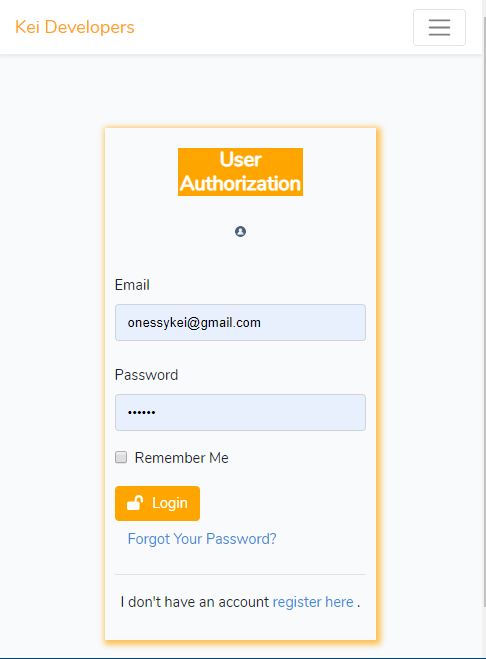 Kei Developers
User
Authorization
Email
onessykei@gmail.com
Password
••••••
Remember Me
Login
Forgot Your Password?
I don't have an account register here .